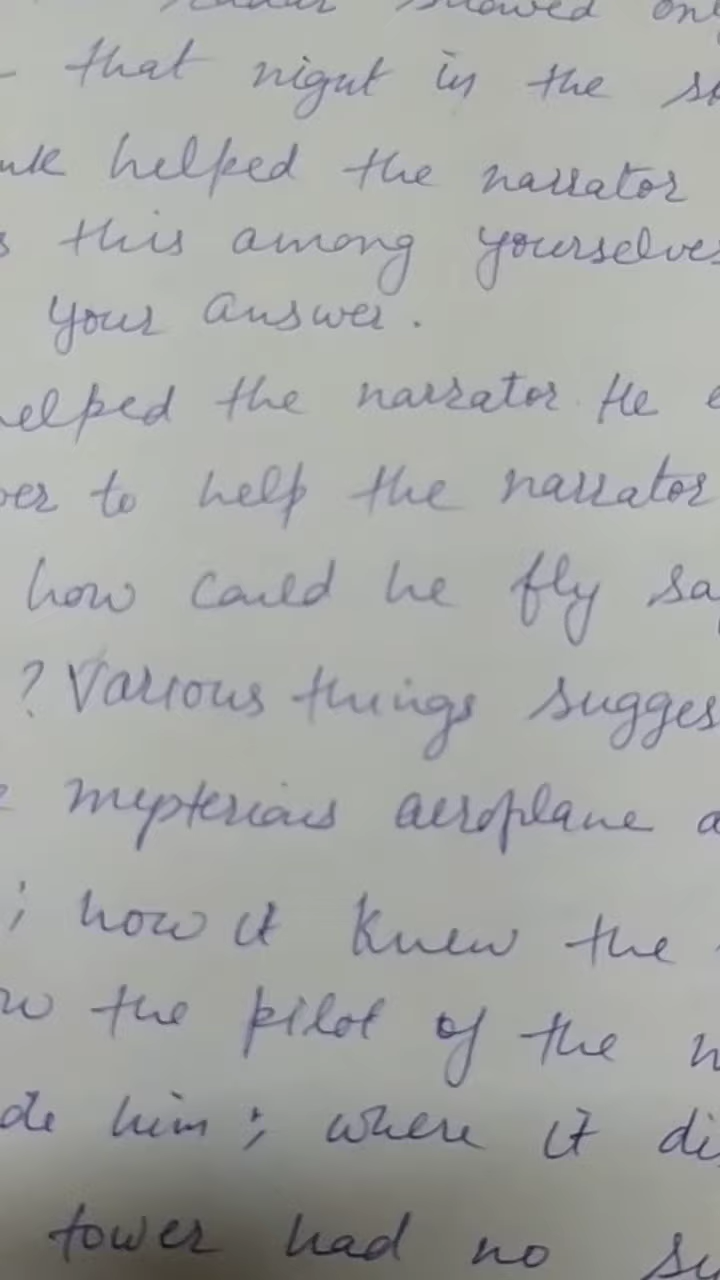 showed
that night in the
helped the narrator
this among yourselves
your answer.
helped the narrator. He
to help the narrator
how could he fly
? Various things
mypterious aeroplane
; how it knew the
the pilot of the
him; where it
tower had no